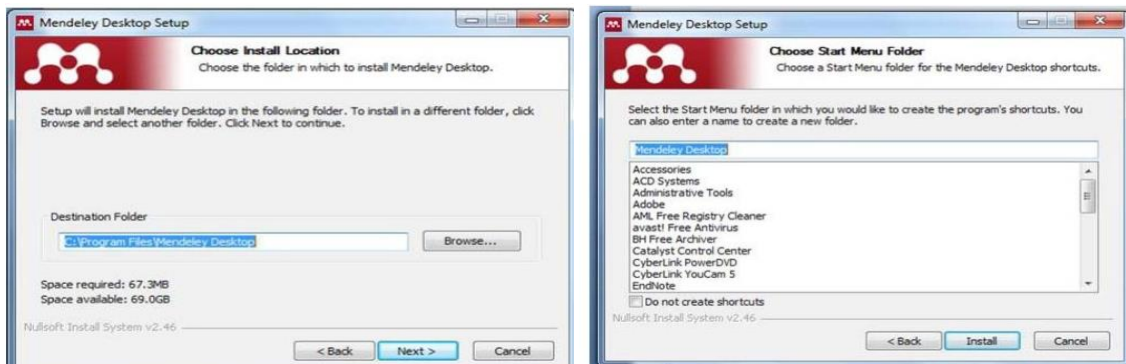 Mendeley Desktop Setup
Choose Install Location
Choose the folder in which to install Mendeley Desktop.
Setup will install Mendeley Desktop in the following folder. To install in a different folder, click
Browse and select another folder. Click Next to continue.
Destination Folder
C:\Program Files\Mendeley Desktop
Browse...
Space required: 67.3MB
Space available: 69.0GB
Nullsoft Install System v2.46
< Back
Next >
Cancel
Mendeley Desktop Setup
Choose Start Menu Folder
Choose a Start Menu folder for the Mendeley Desktop shortcuts.
Select the Start Menu folder in which you would like to create the program's shortcuts. You
can also enter a name to create a new folder.
Mendeley Desktop
Accessories
ACD Systems
Administrative Tools
Adobe
AML Free Registry Cleaner
avast! Free Antivirus
BH Free Archiver
Catalyst Control Center
CyberLink PowerDVD
CyberLink YouCam 5
EndNote
Do not create shortcuts
Nullsoft Install System v2.46
< Back
Install
Cancel